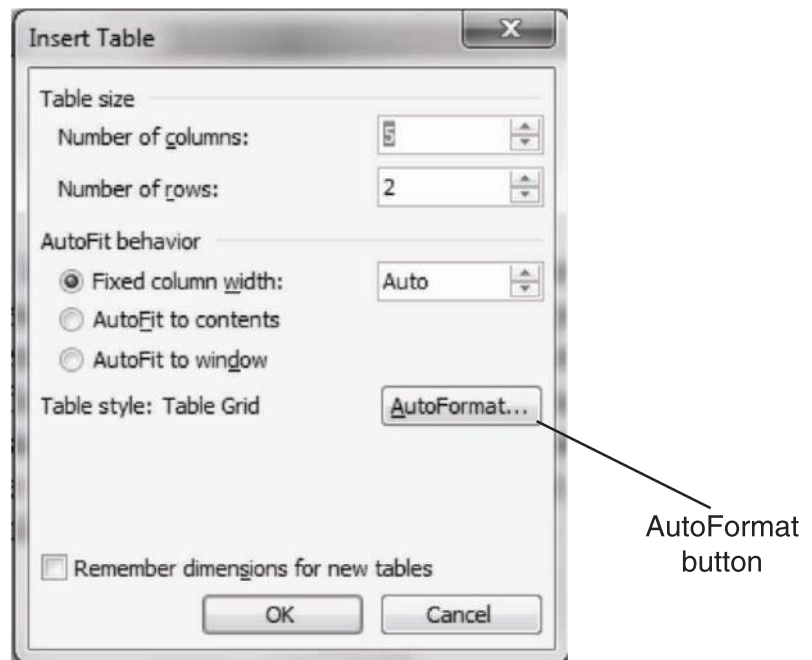 Insert Table
Table size
Number of columns: 5
Number of rows: 2
AutoFit behavior
Fixed column width: Auto
AutoFit to contents
AutoFit to window
Table style: Table Grid AutoFormat...
AutoFormat
button
Remember dimensions for new tables
OK Cancel